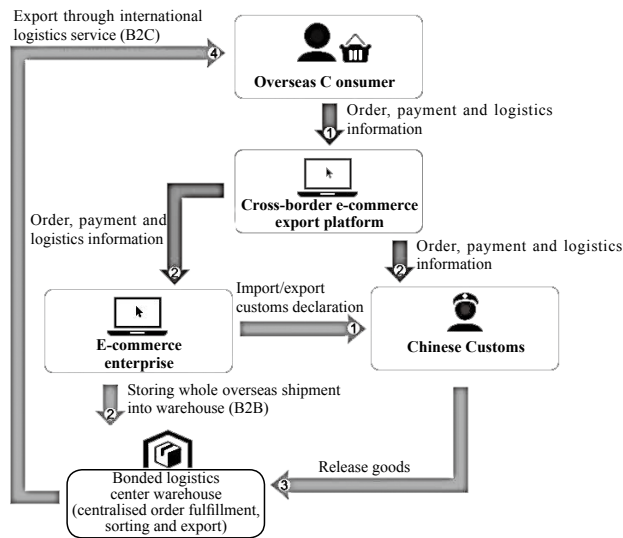 Export through international
logistics service (B2C)
4
Overseas C onsumer
1
Order, payment and logistics
information
Cross-border e-commerce
export platform
Order, payment and
logistics information
2
2
Order, payment and logistics
information
E-commerce
enterprise
Import/export
customs declaration
1
Chinese Customs
2
Storing whole overseas shipment
into warehouse (B2B)
Bonded logistics
center warehouse
(centralised order fulfillment,
sorting and export)
3
Release goods